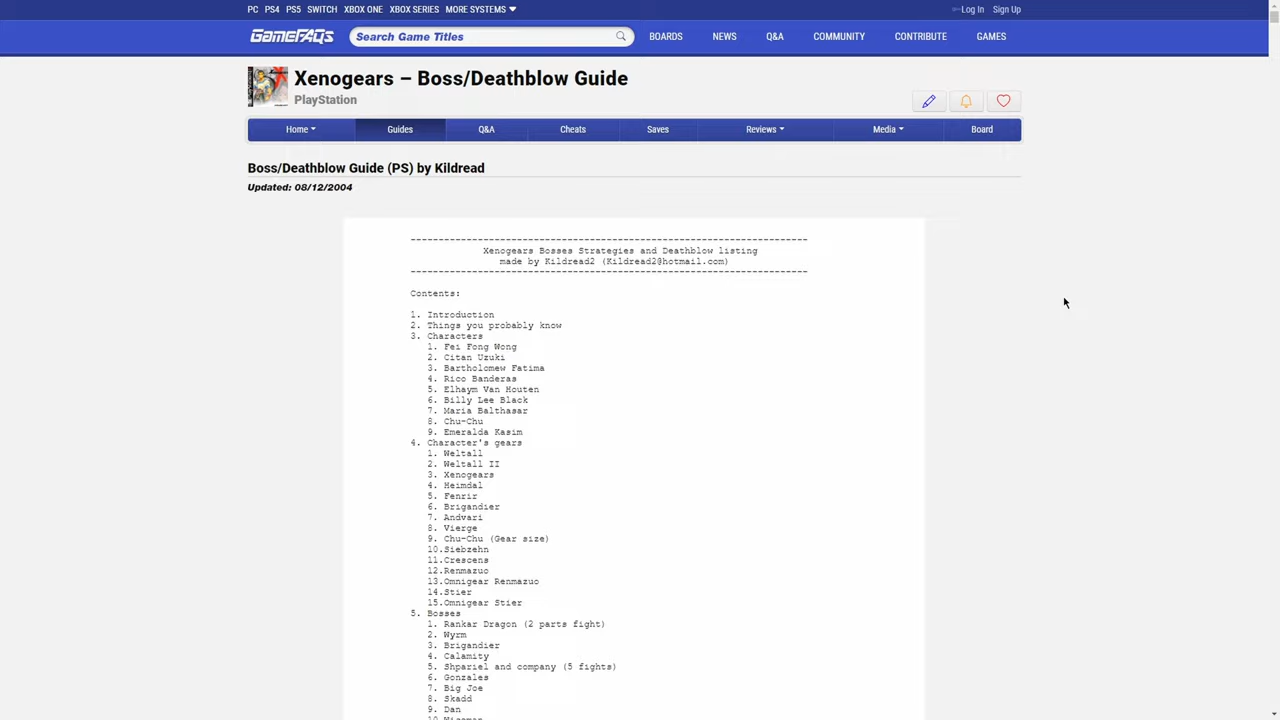 PC PS4 PS5 SWITCH XBOX ONE XBOX SERIES MORE SYSTEMS Log In Sign Up
GameFAQs Search Game Titles BOARDS NEWS Q&A COMMUNITY CONTRIBUTE GAMES
Xenogears – Boss/Deathblow Guide
PlayStation
Home Guides Q&A Cheats Saves Reviews Media Board
Boss/Deathblow Guide (PS) by Kildread
Updated: 08/12/2004
-----------------------------------------------------------------------
Xenogears Bosses Strategies and Deathblow listing
made by Kildread2 (Kildread2@hotmail.com)
-----------------------------------------------------------------------
Contents:
1. Introduction
2. Things you probably know
3. Characters
1. Fei Fong Wong
2. Citan Uzuki
3. Bartholomew Fatima
4. Rico Banderas
5. Elhaym Van Houten
6. Billy Lee Black
7. Maria Balthasar
8. Chu-Chu
9. Emeralda Kasim
4. Character's gears
1. Weltall
2. Weltall II
3. Xenogears
4. Heimdal
5. Fenrir
6. Brigandier
7. Andvari
8. Vierge
9. Chu-Chu (Gear size)
10.Siebzehn
11.Crescens
12.Renmazuo
13.Omnigear Renmazuo
14.Stier
15.Omnigear Stier
5. Bosses
1. Rankar Dragon (2 parts fight)
2. Wyrm
3. Brigandier
4. Calamity
5. Shpariel and company (5 fights)
6. Gonzales
7. Big Joe
8. Skadd
9. Dan